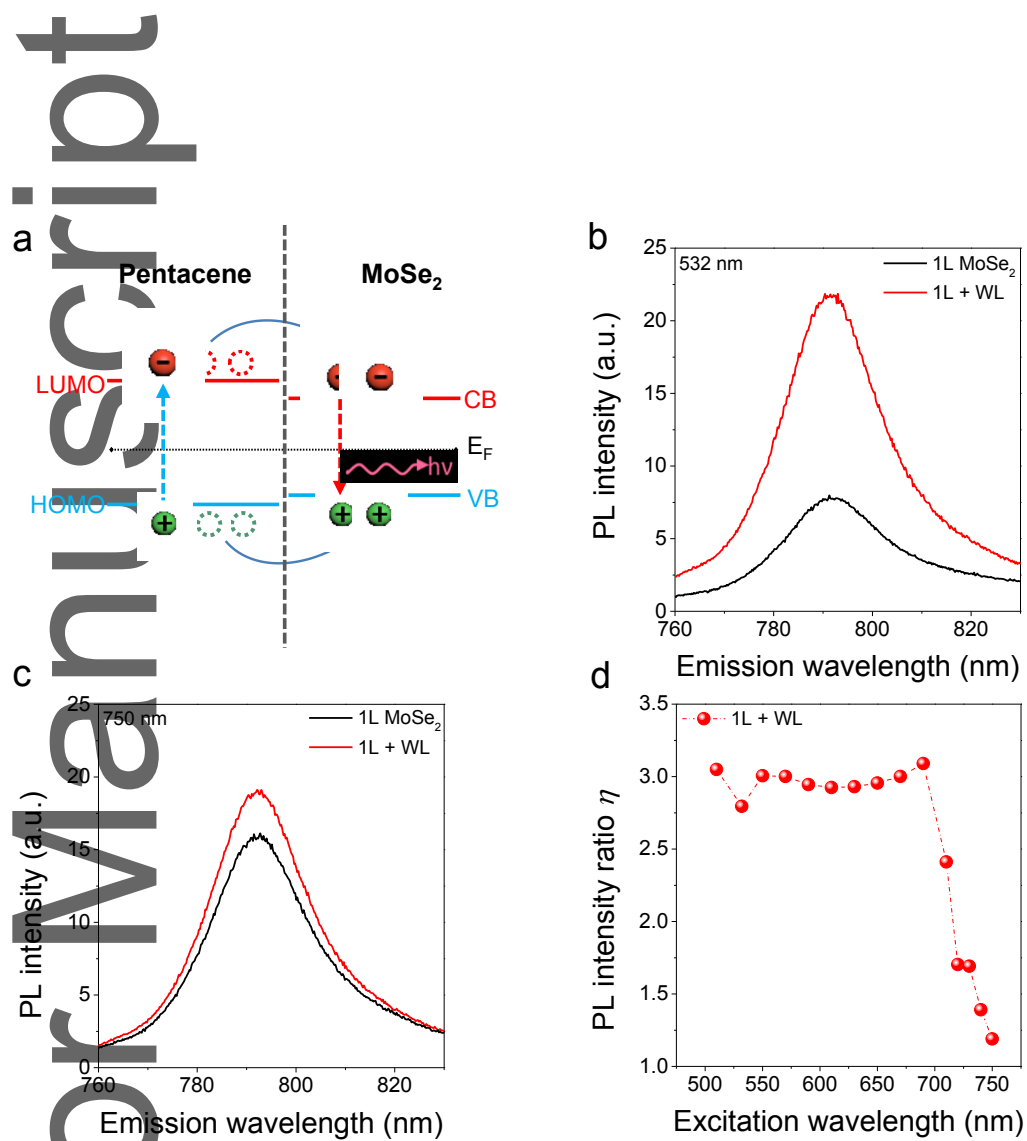 or Manuscript
a
Pentacene
MoSe₂
LUMO
CB
E_F
hν
HOMO
VB
b
532 nm
1L MoSe₂
1L + WL
PL intensity (a.u.)
25
20
15
10
5
0
760
780
800
820
Emission wavelength (nm)
c
750 nm
1L MoSe₂
1L + WL
PL intensity (a.u.)
25
20
15
10
5
0
760
780
800
820
Emission wavelength (nm)
d
1L + WL
PL intensity ratio η
3.5
3.0
2.5
2.0
1.5
1.0
500
550
600
650
700
750
Excitation wavelength (nm)